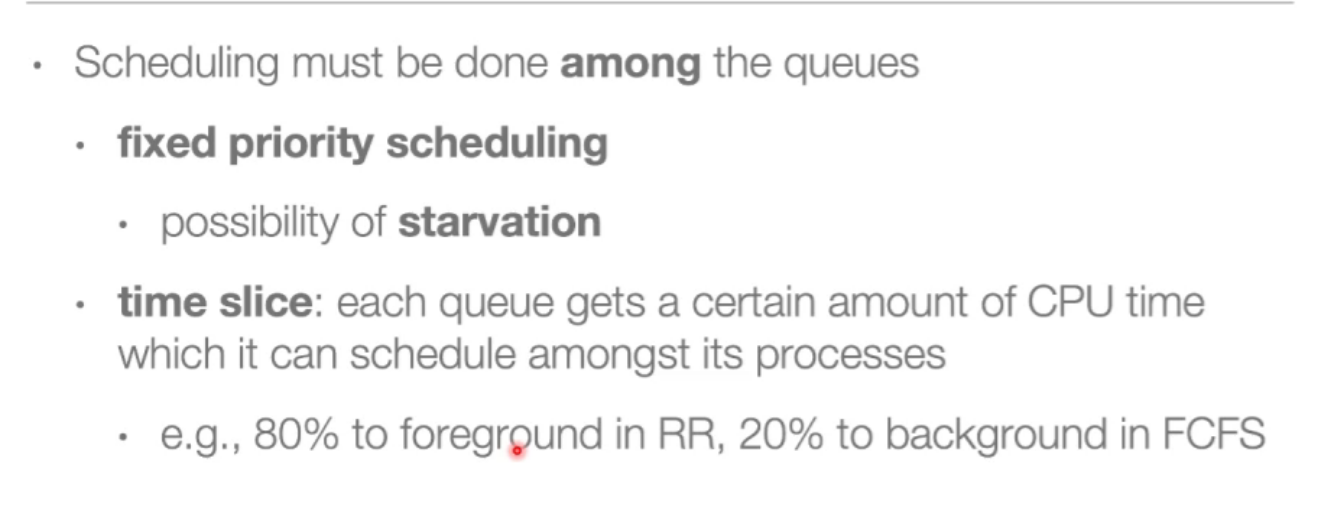 • Scheduling must be done among the queues
• fixed priority scheduling
• possibility of starvation
• time slice: each queue gets a certain amount of CPU time
which it can schedule amongst its processes
• e.g., 80% to foreground in RR, 20% to background in FCFS